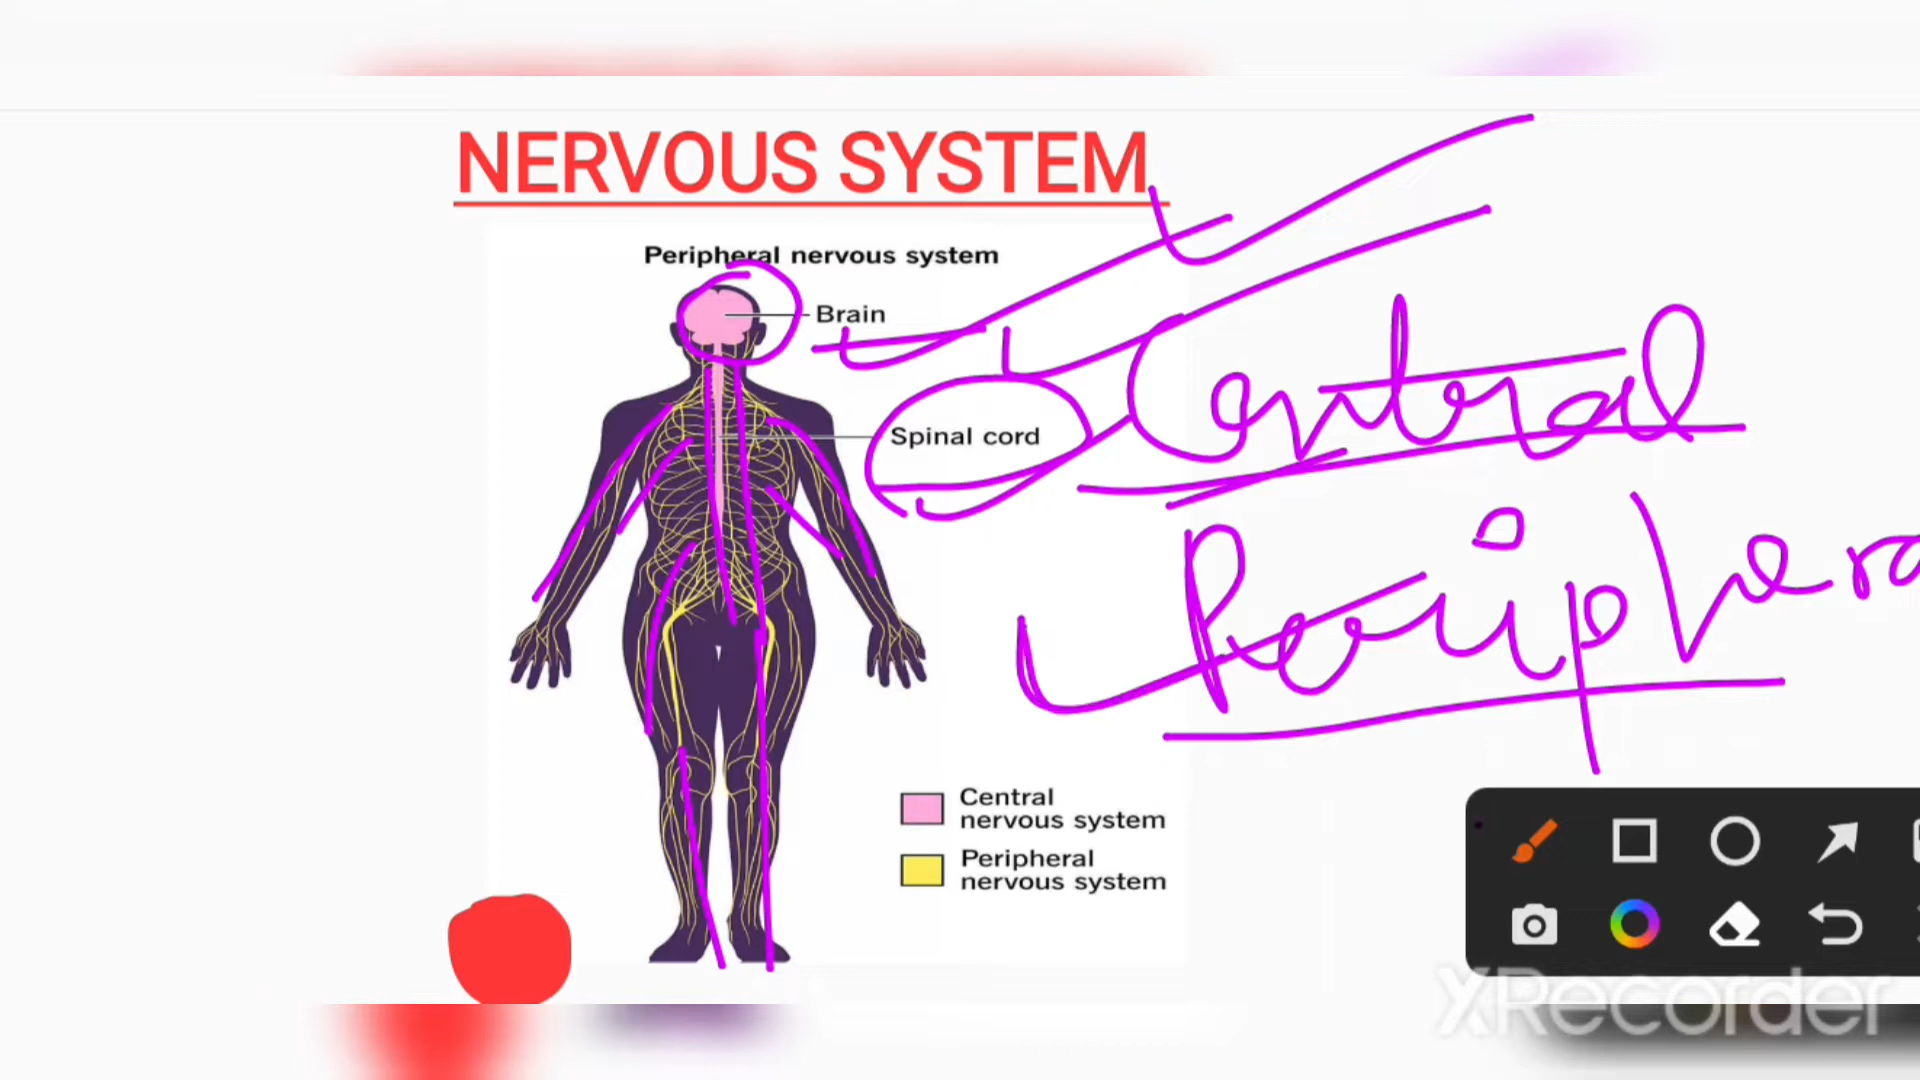 NERVOUS SYSTEM
Peripheral nervous system
Brain
Spinal cord
Central
Periphera
Central
nervous system
Peripheral
nervous system
XRecorder